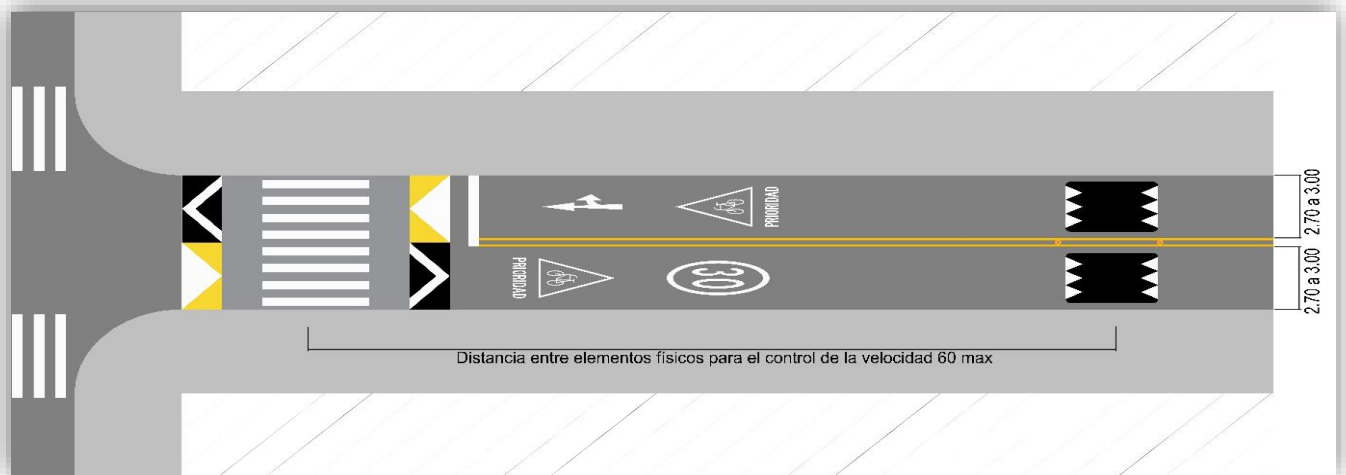 PRIORIDAD
2.70 a 3.00
PRIORIDAD
30
2.70 a 3.00
Distancia entre elementos físicos para el control de la velocidad 60 max